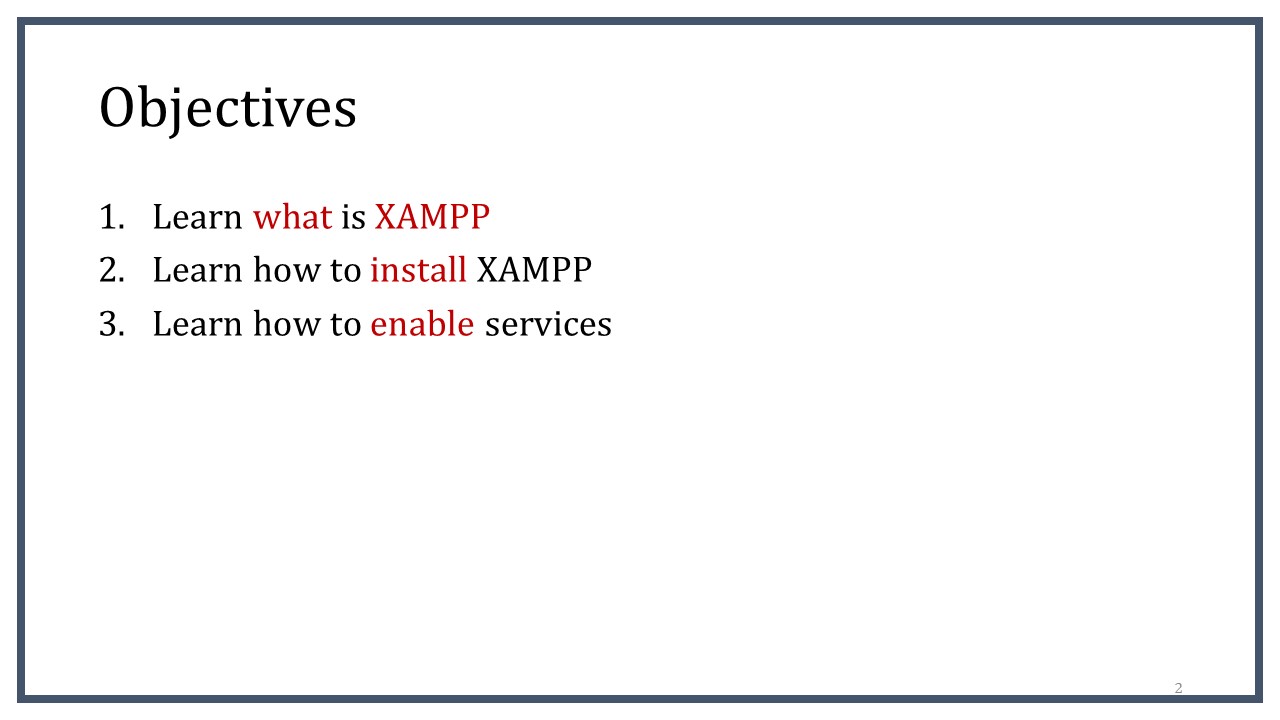 Objectives
1. Learn what is XAMPP
2. Learn how to install XAMPP
3. Learn how to enable services
2